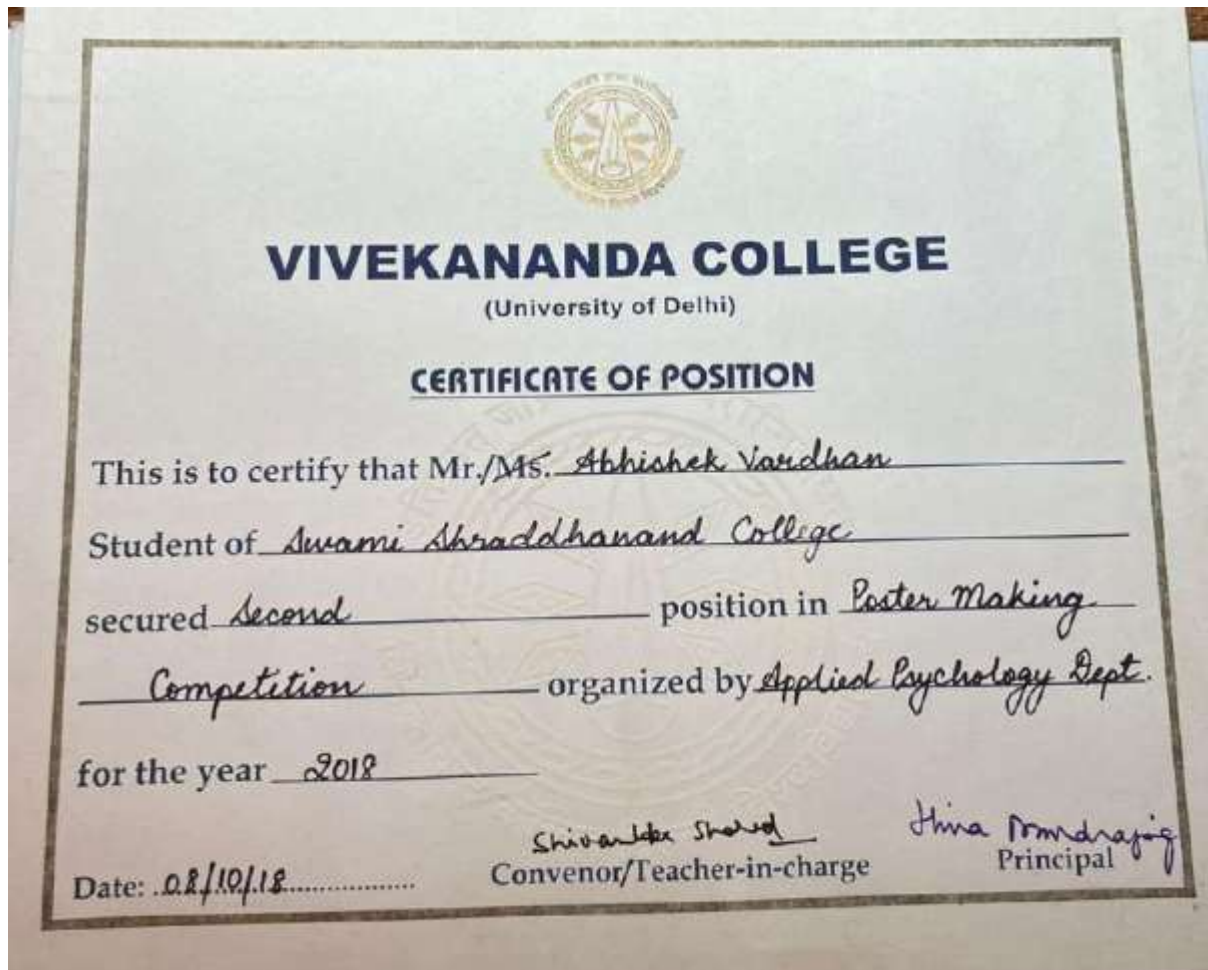 VIVEKANANDA COLLEGE
(University of Delhi)
CERTIFICATE OF POSITION
This is to certify that Mr./Ms. Abhishek Vardhan
Student of Swami Shraddhanand College
secured Second position in Poster Making
Competition organized by Applied Psychology Dept.
for the year 2018
Hina
Date: 08/10/18 Convenor/Teacher-in-charge Principal